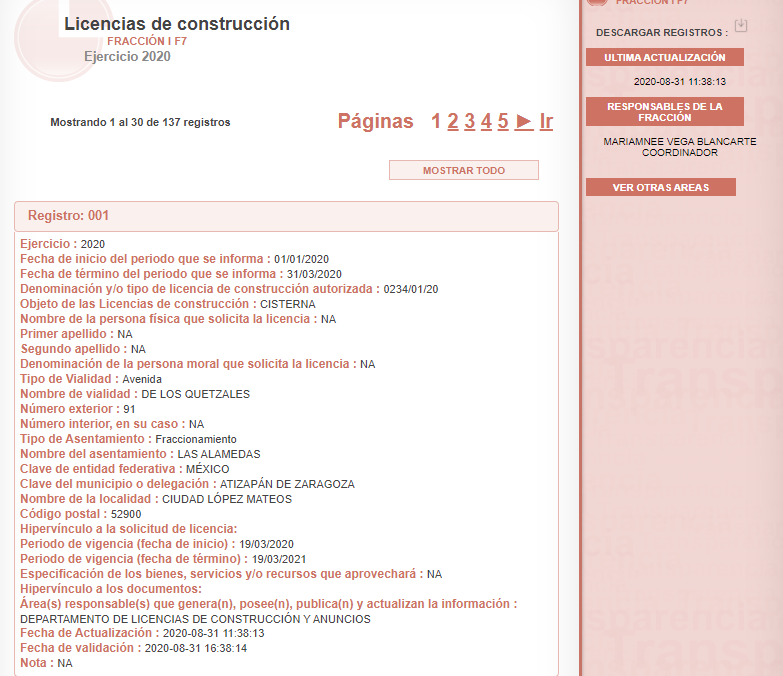 Licencias de construcción
FRACCIÓN I F7
Ejercicio 2020
Mostrando 1 al 30 de 137 registros
Páginas 1 2 3 4 5 ► Ir
MOSTRAR TODO
Registro: 001
Ejercicio : 2020
Fecha de inicio del periodo que se informa : 01/01/2020
Fecha de término del periodo que se informa : 31/03/2020
Denominación y/o tipo de licencia de construcción autorizada : 0234/01/20
Objeto de las Licencias de construcción : CISTERNA
Nombre de la persona física que solicita la licencia : NA
Primer apellido : NA
Segundo apellido : NA
Denominación de la persona moral que solicita la licencia : NA
Tipo de Vialidad : Avenida
Nombre de vialidad : DE LOS QUETZALES
Número exterior : 91
Número interior, en su caso : NA
Tipo de Asentamiento : Fraccionamiento
Nombre del asentamiento : LAS ALAMEDAS
Clave de entidad federativa : MÉXICO
Clave del municipio o delegación : ATIZAPÁN DE ZARAGOZA
Nombre de la localidad : CIUDAD LÓPEZ MATEOS
Código postal : 52900
Hipervínculo a la solicitud de licencia:
Periodo de vigencia (fecha de inicio) : 19/03/2020
Periodo de vigencia (fecha de término) : 19/03/2021
Especificación de los bienes, servicios y/o recursos que aprovechará : NA
Hipervínculo a los documentos:
Área(s) responsable(s) que genera(n), posee(n), publica(n) y actualizan la información :
DEPARTAMENTO DE LICENCIAS DE CONSTRUCCIÓN Y ANUNCIOS
Fecha de Actualización : 2020-08-31 11:38:13
Fecha de validación : 2020-08-31 16:38:14
Nota : NA
FRACCIÓN I F7
DESCARGAR REGISTROS :
ULTIMA ACTUALIZACIÓN
2020-08-31 11:38:13
RESPONSABLES DE LA
FRACCIÓN
MARIAMNEE VEGA BLANCARTE
COORDINADOR
VER OTRAS AREAS